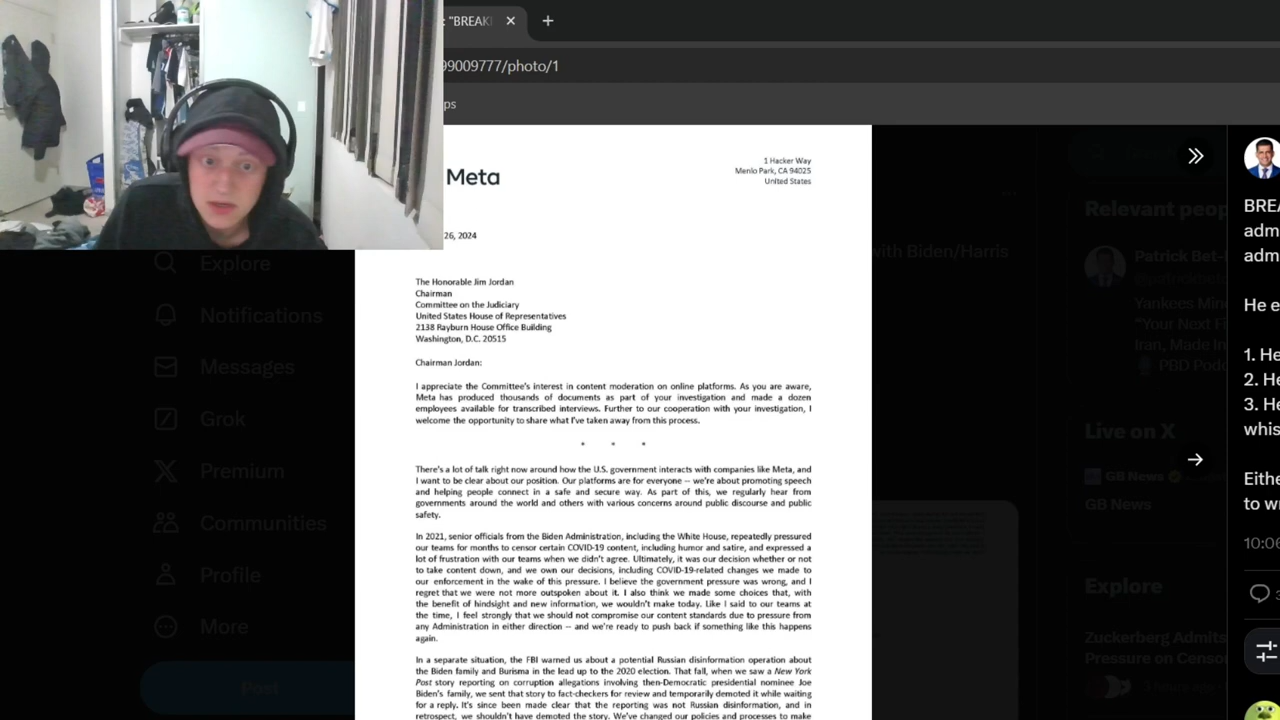 : "BREAK
99009777/photo/1
ps
Meta
1 Hacker Way
Menlo Park, CA 94025
United States
26, 2024
The Honorable Jim Jordan
Chairman
Committee on the Judiciary
United States House of Representatives
2138 Rayburn House Office Building
Washington, D.C. 20515
Chairman Jordan:
I appreciate the Committee's interest in content moderation on online platforms. As you are aware,
Meta has produced thousands of documents as part of your investigation and made a dozen
employees available for transcribed interviews. Further to our cooperation with your investigation, I
welcome the opportunity to share what I've taken away from this process.
* * *
There's a lot of talk right now around how the U.S. government interacts with companies like Meta, and
I want to be clear about our position. Our platforms are for everyone -- we're about promoting speech
and helping people connect in a safe and secure way. As part of this, we regularly hear from
governments around the world and others with various concerns around public discourse and public
safety.
In 2021, senior officials from the Biden Administration, including the White House, repeatedly pressured
our teams for months to censor certain COVID-19 content, including humor and satire, and expressed a
lot of frustration with our teams when we didn't agree. Ultimately, it was our decision whether or not
to take content down, and we own our decisions, including COVID-19-related changes we made to
our enforcement in the wake of this pressure. I believe the government pressure was wrong, and I
regret that we were not more outspoken about it. I also think we made some choices that, with
the benefit of hindsight and new information, we wouldn't make today. Like I said to our teams at
the time, I feel strongly that we should not compromise our content standards due to pressure from
any Administration in either direction -- and we're ready to push back if something like this happens
again.
In a separate situation, the FBI warned us about a potential Russian disinformation operation about
the Biden family and Burisma in the lead up to the 2020 election. That fall, when we saw a New York
Post story reporting on corruption allegations involving then-Democratic presidential nominee Joe
Biden's family, we sent that story to fact-checkers for review and temporarily demoted it while waiting
for a reply. It's since been made clear that the reporting was not Russian disinformation, and in
retrospect, we shouldn't have demoted the story. We've changed our policies and processes to make
Explore
Notifications
Messages
Grok
Premium
Communities
Profile
More
Post
with Biden/Harris
Relevant peop
Patrick Bet-
Yankees Min
"Your Next Fi
Iran, Made In
PBD Podc
Live on X
GB News
GB News
Explore
Zuckerberg Admits
Pressure on Censor
BREA
adm
adm
He e
1. He
2. He
3. He
whis
Eithe
to wr
10:06